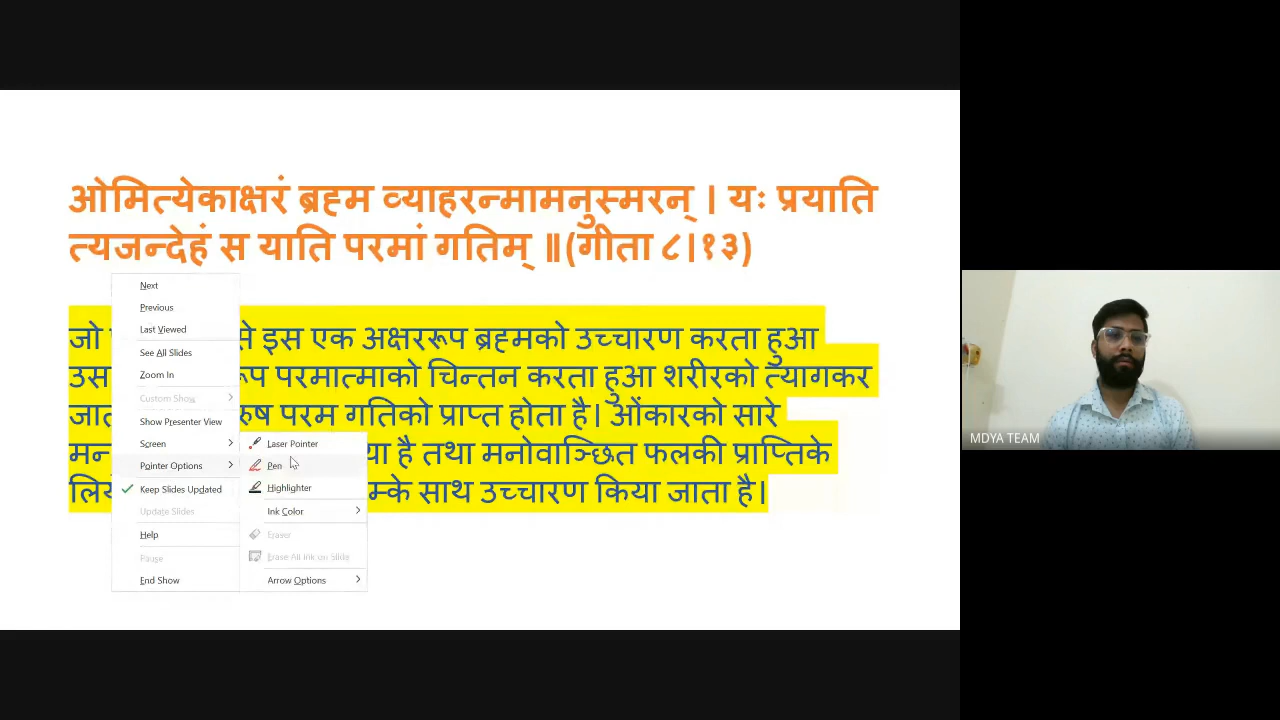 ओमित्येकाक्षरं ब्रह्म व्याहरन्मामनुस्मरन् । यः प्रयाति
त्यजन्देहं स याति परमां गतिम् ॥(गीता ८।१३)
जो
से इस एक अक्षररूप ब्रह्मको उच्चारण करता हुआ
उस
रूप परमात्माको चिन्तन करता हुआ शरीरको त्यागकर
परम गतिको प्राप्त होता है। ओंकारको सारे
है तथा मनोवाञ्छित फलकी प्राप्तिके
साथ उच्चारण किया जाता है।
Next
Previous
Last Viewed
See All Slides
Zoom In
Custom Show
Show Presenter View
Screen
Pointer Options
Keep Slides Updated
Update Slides
Help
Pause
End Show
Laser Pointer
Pen
Highlighter
Ink Color
Eraser
Erase All Ink on Slide
Arrow Options
MDYA TEAM